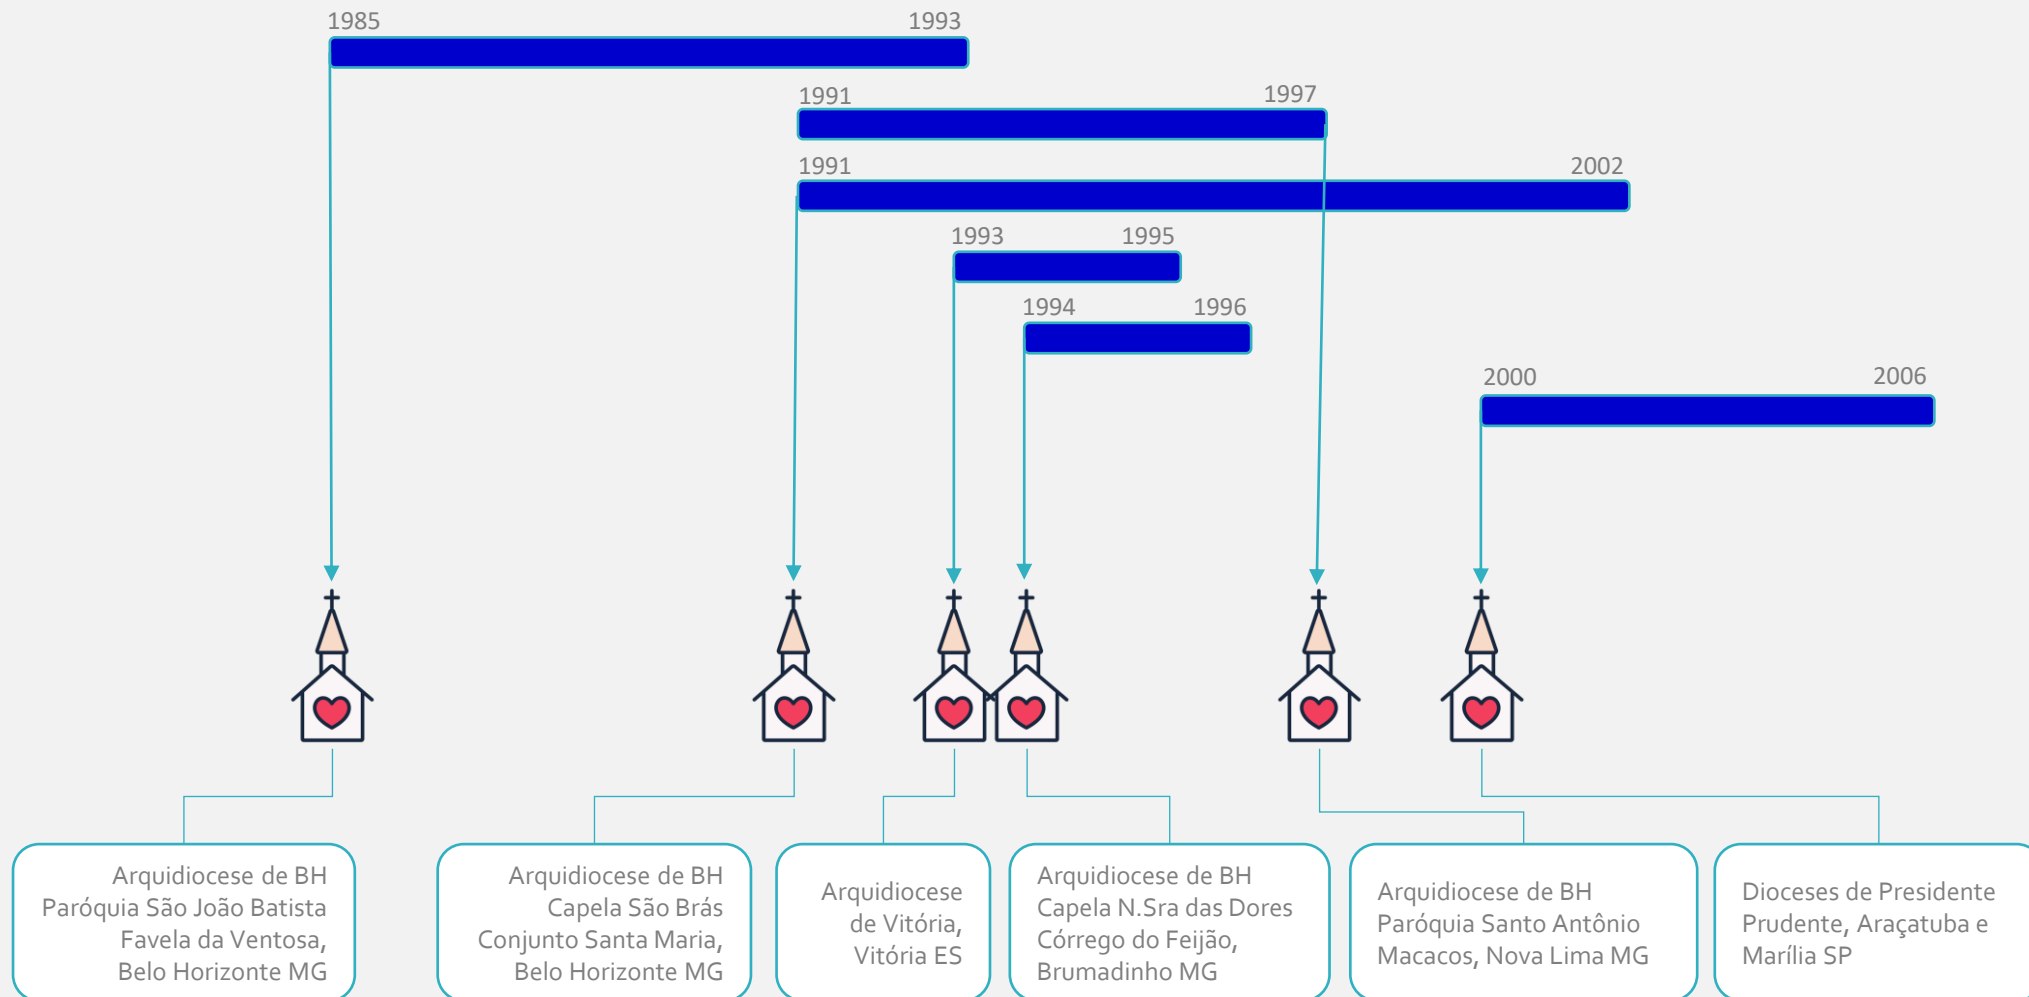 1985
1993
1991
1997
1991
2002
1993
1995
1994
1996
2000
2006
Arquidiocese de BH
Paróquia São João Batista
Favela da Ventosa,
Belo Horizonte MG
Arquidiocese de BH
Capela São Brás
Conjunto Santa Maria,
Belo Horizonte MG
Arquidiocese
de Vitória,
Vitória ES
Arquidiocese de BH
Capela N.Sra das Dores
Córrego do Feijão,
Brumadinho MG
Arquidiocese de BH
Paróquia Santo Antônio
Macacos, Nova Lima MG
Dioceses de Presidente
Prudente, Araçatuba e
Marília SP